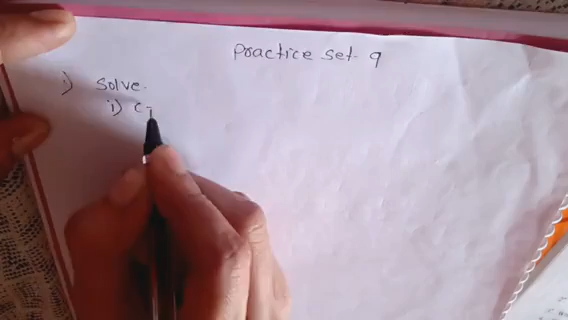 Practice set. 9
1) Solve.
i) (-